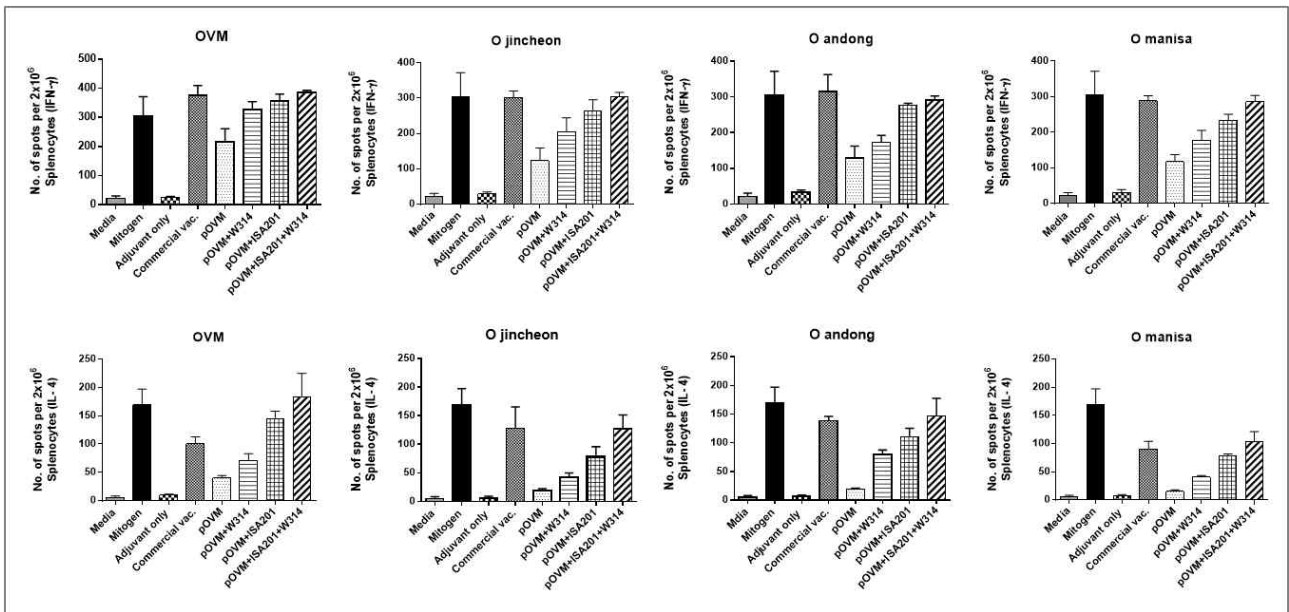 OVM
No. of spots per 2x10⁶
Splenocytes (IFN-γ)
500
400
300
200
100
0
Media
Mitogen
Adjuvant only
Commercial vac.
pOVM
pOVM+W314
pOVM+ISA201
pOVM+ISA201+W314
O jincheon
No. of spots per 2x10⁶
Splenocytes (IFN-γ)
400
300
200
100
0
Media
Mitogen
Adjuvant only
Commercial vac.
pOVM
pOVM+W314
pOVM+ISA201
pOVM+ISA201+W314
O andong
No. of spots per 2x10⁶
Splenocytes (IFN-γ)
400
300
200
100
0
Media
Mitogen
Adjuvant only
Commercial vac.
pOVM
pOVM+W314
pOVM+ISA201
pOVM+ISA201+W314
O manisa
No. of spots per 2x10⁶
Splenocytes (IFN-γ)
400
300
200
100
0
Media
Mitogen
Adjuvant only
Commercial vac.
pOVM
pOVM+W314
pOVM+ISA201
pOVM+ISA201+W314
OVM
No. of spots per 2x10⁶
Splenocytes (IL- 4)
250
200
150
100
50
0
Media
Mitogen
Adjuvant only
Commercial vac.
pOVM
pOVM+W314
pOVM+ISA201
pOVM+ISA201+W314
O jincheon
No. of spots per 2x10⁶
Splenocytes (IL- 4)
250
200
150
100
50
0
Media
Mitogen
Adjuvant only
Commercial vac.
pOVM
pOVM+W314
pOVM+ISA201
pOVM+ISA201+W314
O andong
No. of spots per 2x10⁶
Splenocytes (IL- 4)
250
200
150
100
50
0
Mdia
Mitogen
Adjuvant only
Commercial vac.
pOVM
pOVM+W314
pOVM+ISA201
pOVM+ISA201+W314
O manisa
No. of spots per 2x10⁶
Splenocytes (IL- 4)
250
200
150
100
50
0
Media
Mitogen
Adjuvant only
Commercial vac.
pOVM
pOVM+W314
pOVM+ISA201
pOVM+ISA201+W314